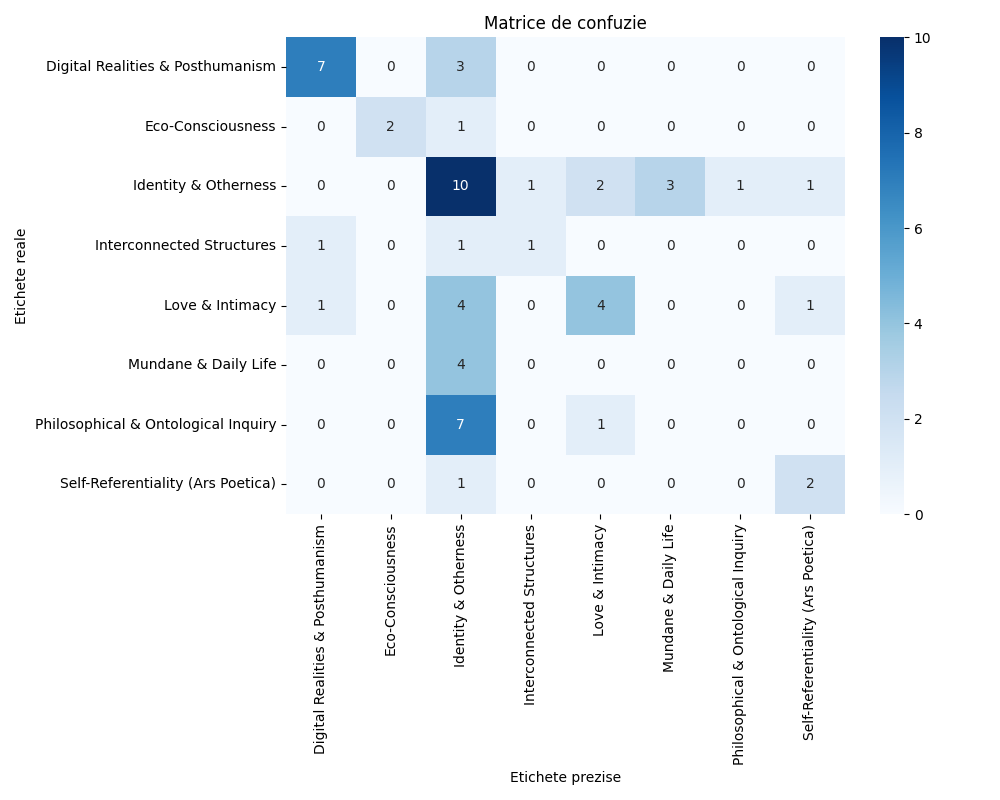 Matrice de confuzie
Etichete reale
Digital Realities & Posthumanism 7 0 3 0 0 0 0 0
Eco-Consciousness 0 2 1 0 0 0 0 0
Identity & Otherness 0 0 10 1 2 3 1 1
Interconnected Structures 1 0 1 1 0 0 0 0
Love & Intimacy 1 0 4 0 4 0 0 1
Mundane & Daily Life 0 0 4 0 0 0 0 0
Philosophical & Ontological Inquiry 0 0 7 0 1 0 0 0
Self-Referentiality (Ars Poetica) 0 0 1 0 0 0 0 2
Digital Realities & Posthumanism
Eco-Consciousness
Identity & Otherness
Interconnected Structures
Love & Intimacy
Mundane & Daily Life
Philosophical & Ontological Inquiry
Self-Referentiality (Ars Poetica)
Etichete prezise
10
8
6
4
2
0